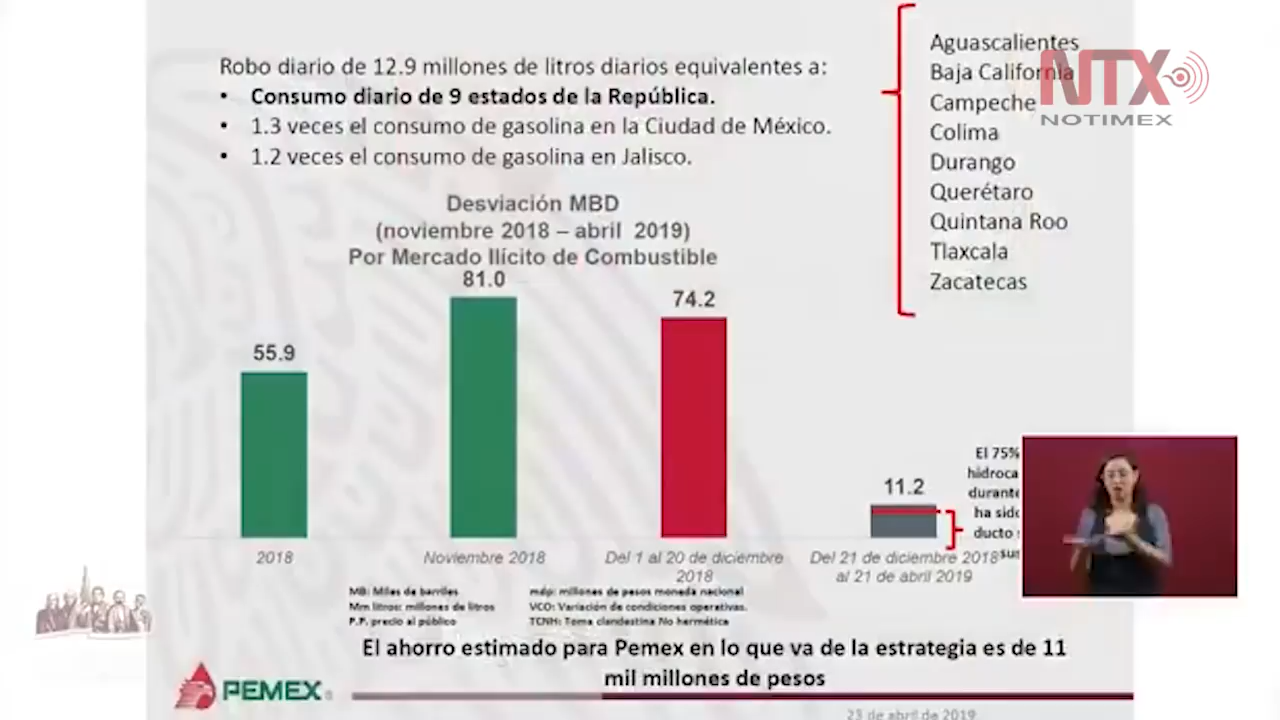 Robo diario de 12.9 millones de litros diarios equivalentes a:
• Consumo diario de 9 estados de la República.
• 1.3 veces el consumo de gasolina en la Ciudad de México.
• 1.2 veces el consumo de gasolina en Jalisco.
Aguascalientes
Baja California
Campeche
Colima
Durango
Querétaro
Quintana Roo
Tlaxcala
Zacatecas
NTX
NOTIMEX
Desviación MBD
(noviembre 2018 – abril 2019)
Por Mercado Ilícito de Combustible
55.9
81.0
74.2
11.2
El 75%
hidroca
durante
ha sido
ducto
2018
Noviembre 2018
Del 1 al 20 de diciembre
2018
Del 21 de diciembre 2018
al 21 de abril 2019
MB: Miles de barriles
Mm litros: millones de litros
P.P. precio al público
mdp: millones de pesos moneda nacional
VCO: Variación de condiciones operativas.
TCNH: Toma clandestina No hermética
El ahorro estimado para Pemex en lo que va de la estrategia es de 11
mil millones de pesos
PEMEX
23 de abril de 2019